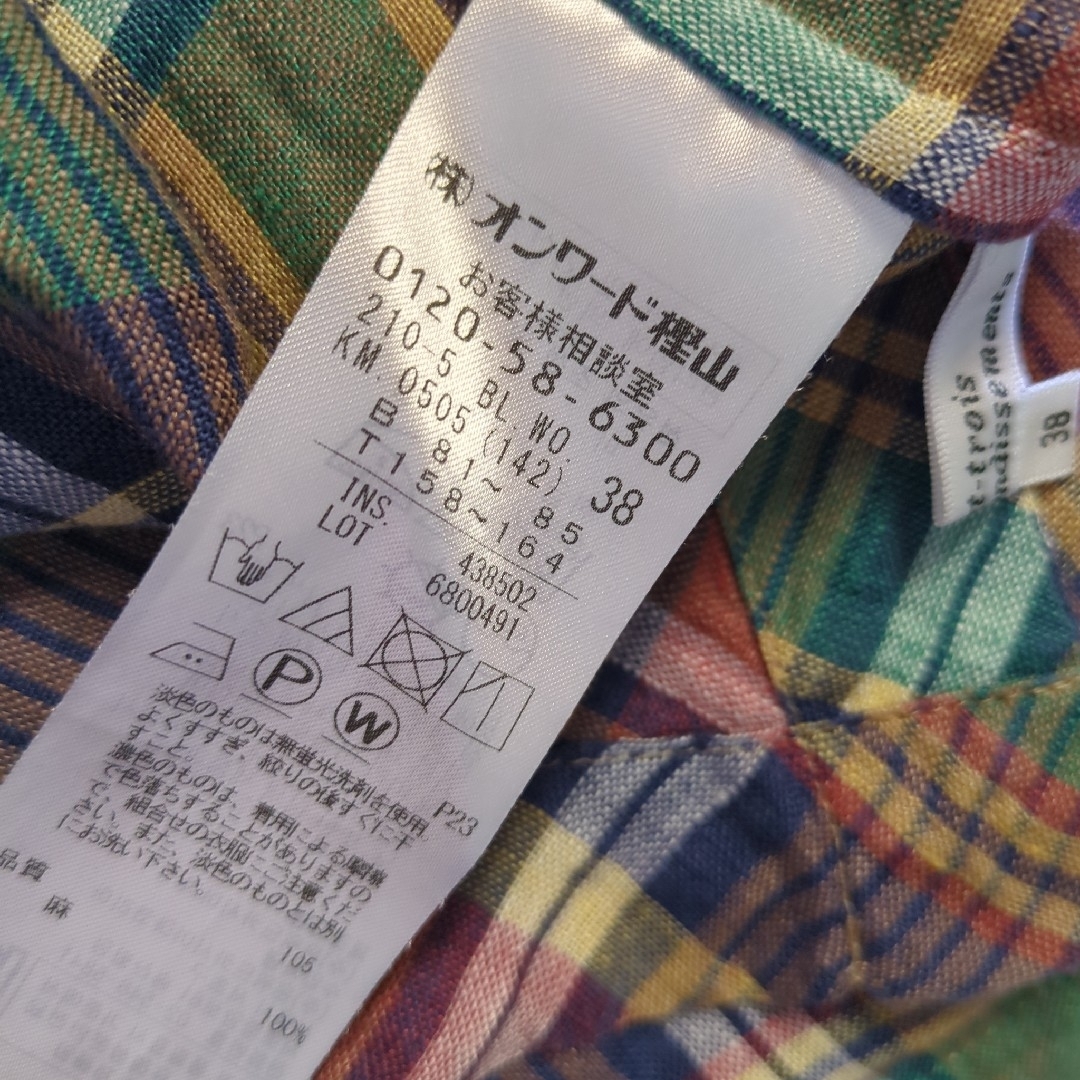 (株)オンワード樫山
お客様相談室
0120-58-6300
210-5 BL.WO. 38
KM.0505(142)
B 81～ 85
T158～164
INS. 438502
LOT 6800491
P W
P23
淡色のものは無蛍光洗剤を使用
よくすすぎ、絞りの後すぐに干
すこと。
濃色のものは、着用による摩擦
で色落ちすることがありますの
で、組合せの衣服にご注意くだ
さい。また、淡色のものとは別
にお洗い下さい。
品質
105
麻 100%
t-trois
ndissements
38